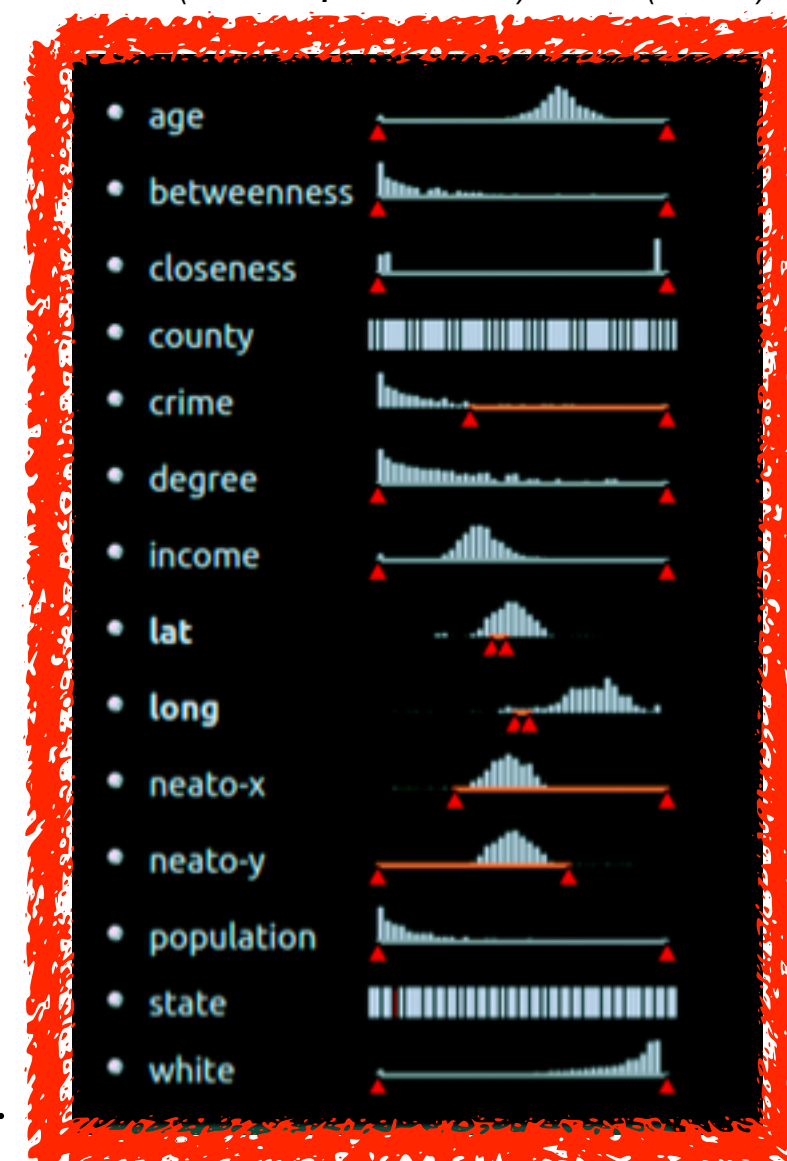 age
betweenness
closeness
county
crime
degree
income
lat
long
neato-x
neato-y
population
state
white